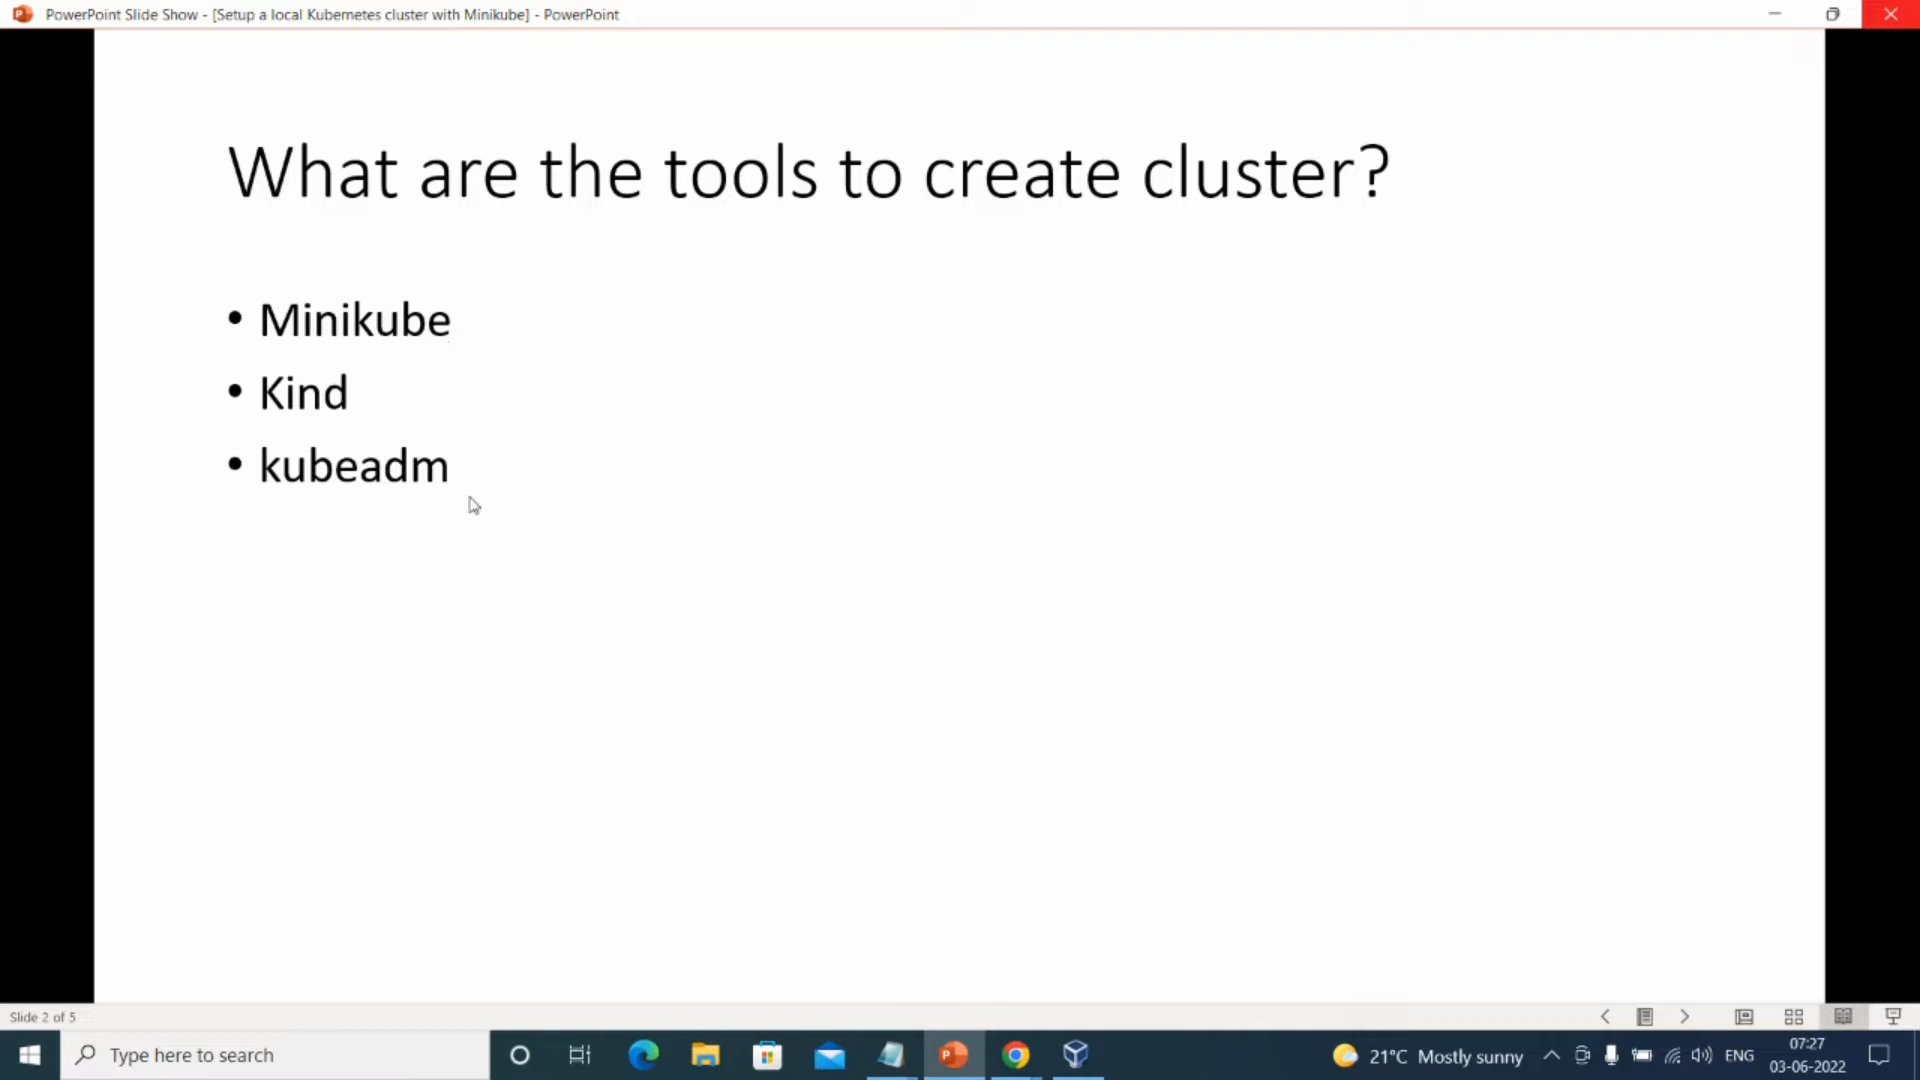 PowerPoint Slide Show - [Setup a local Kubernetes cluster with Minikube] - PowerPoint
What are the tools to create cluster?
• Minikube
• Kind
• kubeadm
Slide 2 of 5
Type here to search
21°C Mostly sunny
ENG
07:27
03-06-2022